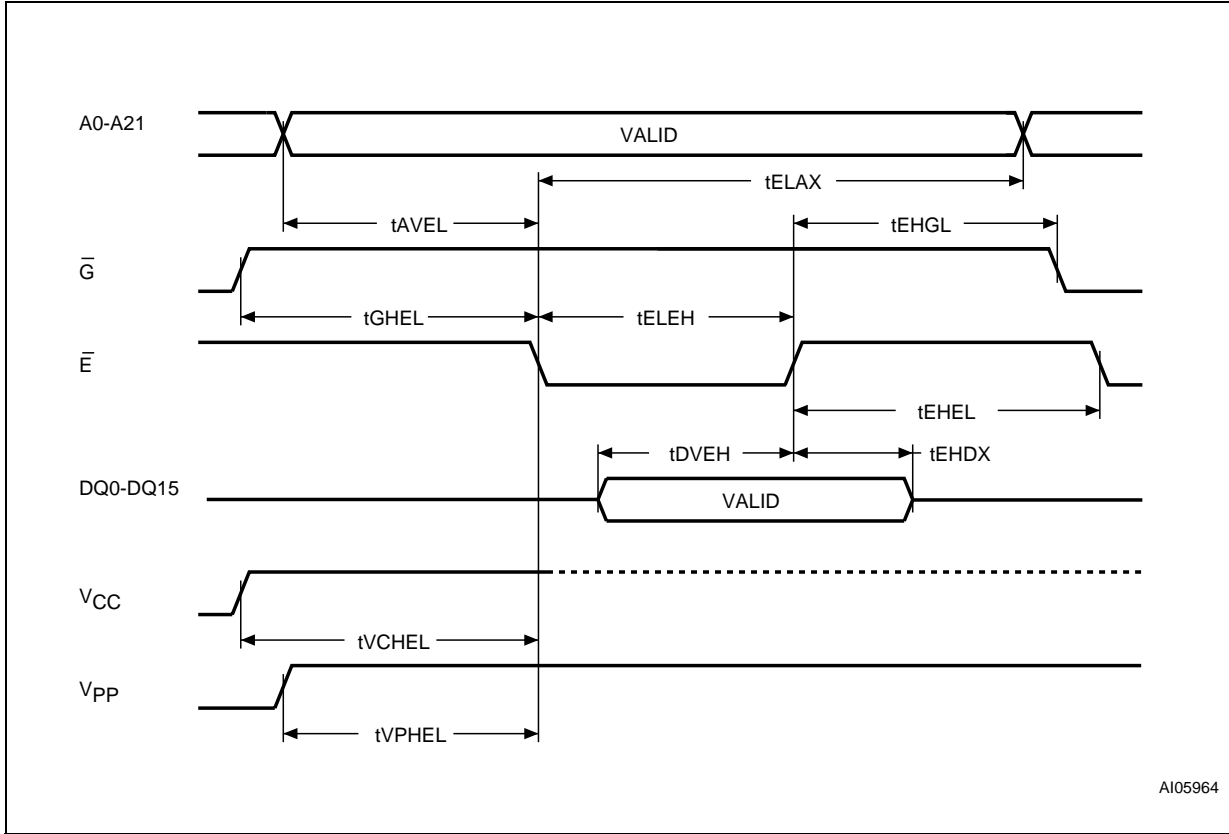 A0-A21
VALID
tELAX
tAVEL
tEHGL
G̅
tGHEL
tELEH
E̅
tEHEL
tDVEH
tEHDX
DQ0-DQ15
VALID
VCC
tVCHEL
VPP
tVPHEL
AI05964